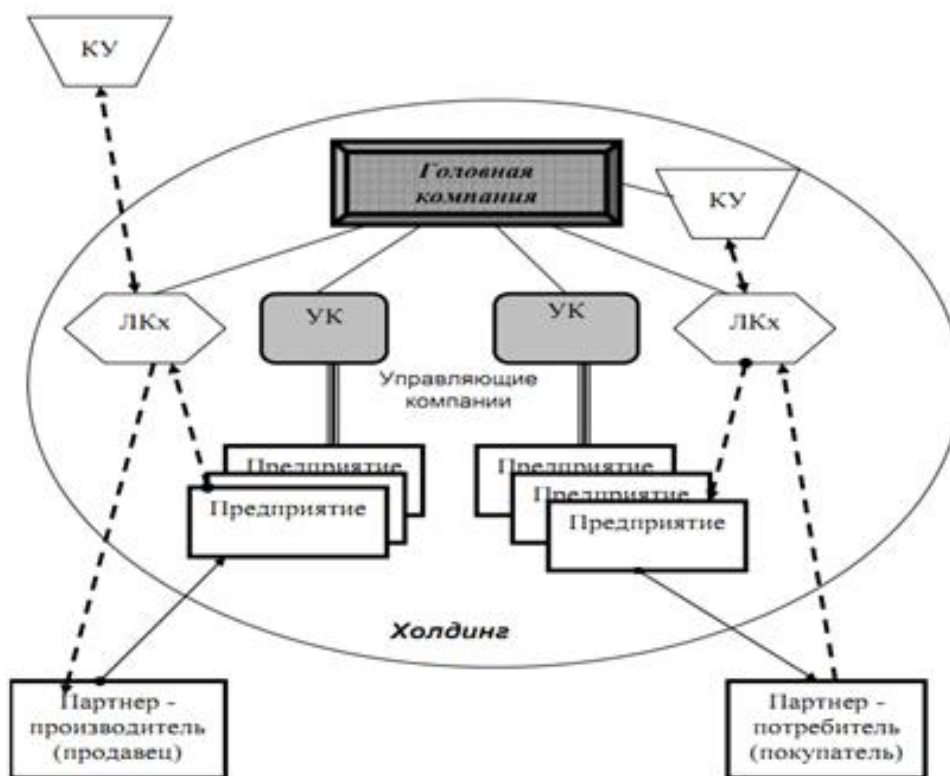 КУ
Головная
компания
КУ
ЛКх
УК
УК
ЛКх
Управляющие
компании
Предприятие
Предприятие
Предприятие
Предприятие
Предприятие
Холдинг
Партнер -
производитель
(продавец)
Партнер -
потребитель
(покупатель)